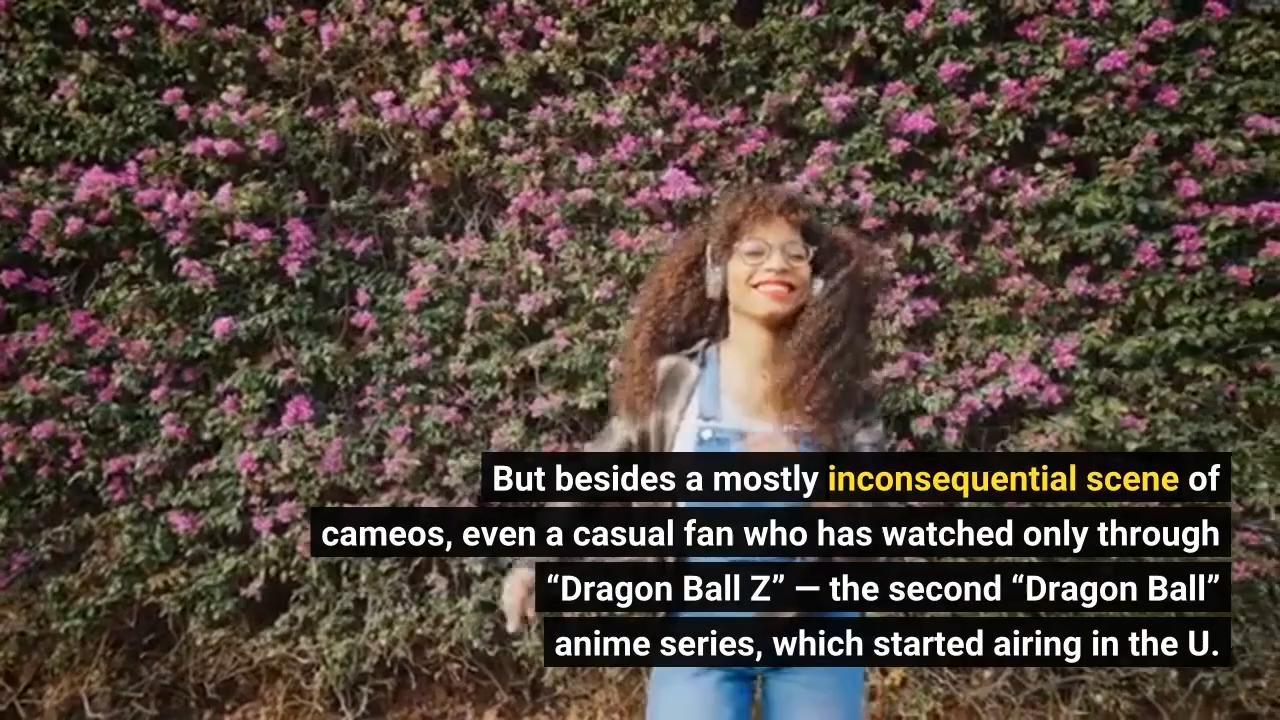 But besides a mostly inconsequential scene of
cameos, even a casual fan who has watched only through
“Dragon Ball Z” — the second “Dragon Ball”
anime series, which started airing in the U.